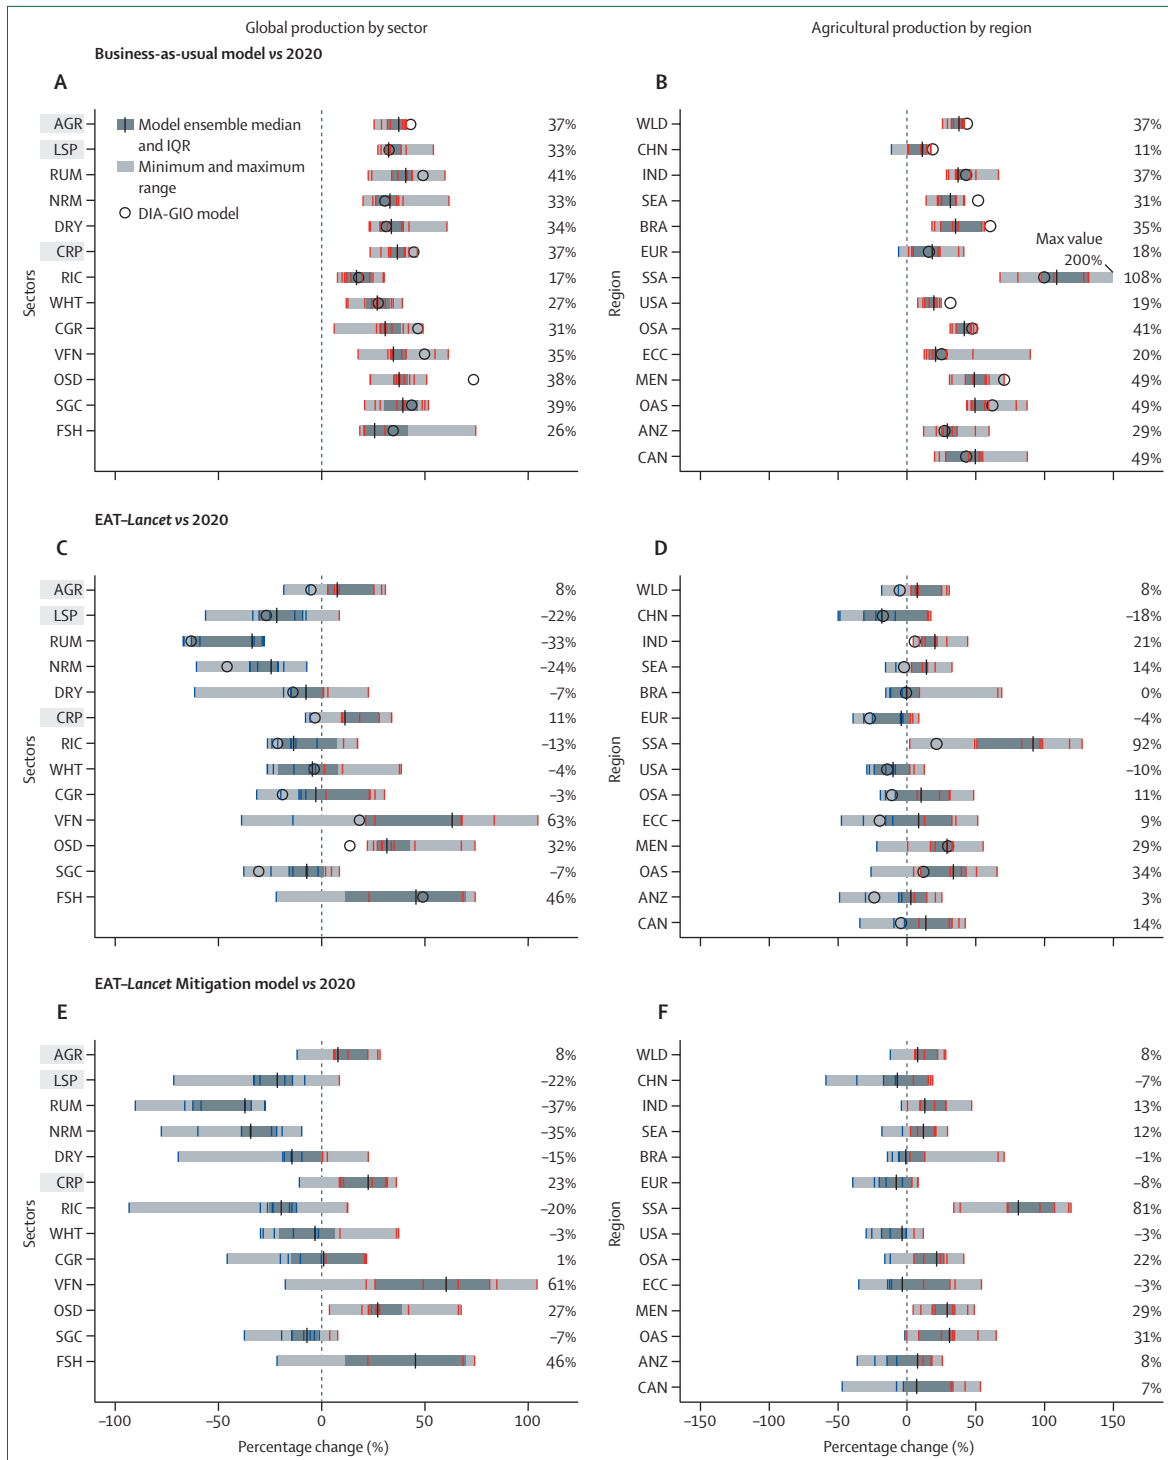 Global production by sector
Agricultural production by region
Business-as-usual model vs 2020
A
B
Model ensemble median
and IQR
Minimum and maximum
range
DIA-GIO model
Sectors
AGR 37%
LSP 33%
RUM 41%
NRM 33%
DRY 34%
CRP 37%
RIC 17%
WHT 27%
CGR 31%
VFN 35%
OSD 38%
SGC 39%
FSH 26%
Region
WLD 37%
CHN 11%
IND 37%
SEA 31%
BRA 35%
EUR 18%
Max value
200%
SSA 108%
USA 19%
OSA 41%
ECC 20%
MEN 49%
OAS 49%
ANZ 29%
CAN 49%
EAT–Lancet vs 2020
C
D
Sectors
AGR 8%
LSP –22%
RUM –33%
NRM –24%
DRY –7%
CRP 11%
RIC –13%
WHT –4%
CGR –3%
VFN 63%
OSD 32%
SGC –7%
FSH 46%
Region
WLD 8%
CHN –18%
IND 21%
SEA 14%
BRA 0%
EUR –4%
SSA 92%
USA –10%
OSA 11%
ECC 9%
MEN 29%
OAS 34%
ANZ 3%
CAN 14%
EAT–Lancet Mitigation model vs 2020
E
F
Sectors
AGR 8%
LSP –22%
RUM –37%
NRM –35%
DRY –15%
CRP 23%
RIC –20%
WHT –3%
CGR 1%
VFN 61%
OSD 27%
SGC –7%
FSH 46%
–100 –50 0 50 100
Percentage change (%)
Region
WLD 8%
CHN –7%
IND 13%
SEA 12%
BRA –1%
EUR –8%
SSA 81%
USA –3%
OSA 22%
ECC –3%
MEN 29%
OAS 31%
ANZ 8%
CAN 7%
–150 –100 –50 0 50 100 150
Percentage change (%)